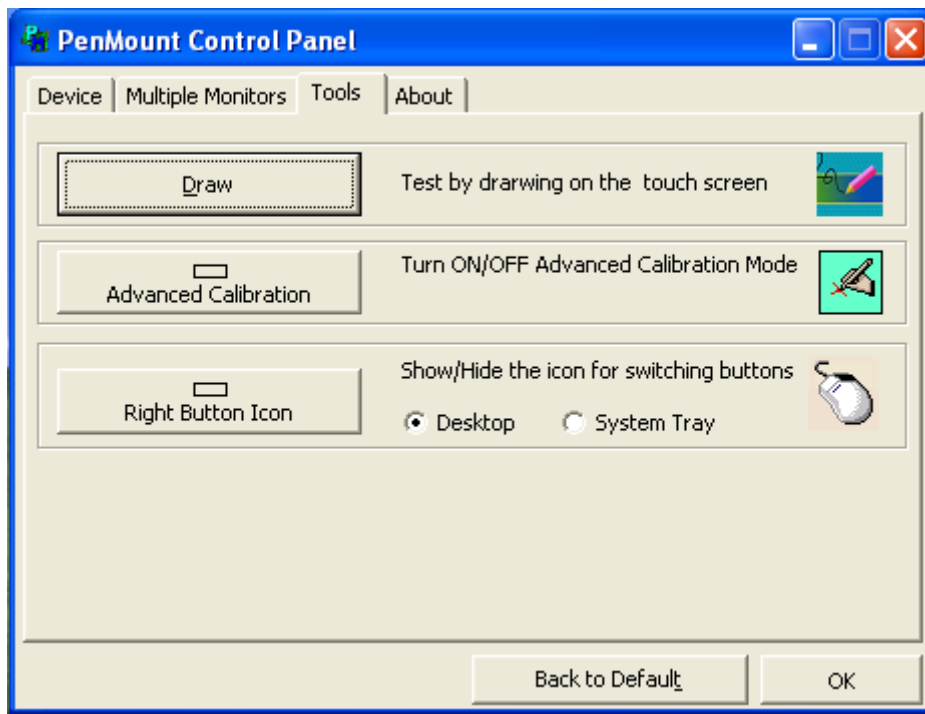 PenMount Control Panel
Device Multiple Monitors Tools About
Draw Test by drarwing on the touch screen
Turn ON/OFF Advanced Calibration Mode
Advanced Calibration
Show/Hide the icon for switching buttons
Right Button Icon
Desktop System Tray
Back to Default OK